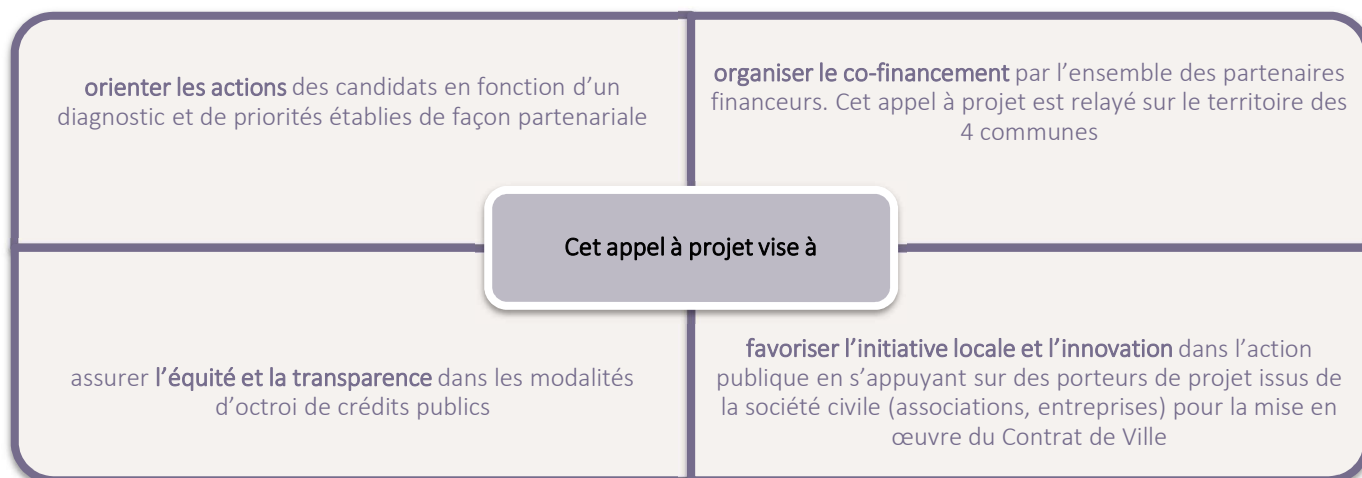 orienter les actions des candidats en fonction d’un
diagnostic et de priorités établies de façon partenariale
organiser le co-financement par l’ensemble des partenaires
financeurs. Cet appel à projet est relayé sur le territoire des
4 communes
Cet appel à projet vise à
assurer l’équité et la transparence dans les modalités
d’octroi de crédits publics
favoriser l’initiative locale et l’innovation dans l’action
publique en s’appuyant sur des porteurs de projet issus de
la société civile (associations, entreprises) pour la mise en
œuvre du Contrat de Ville